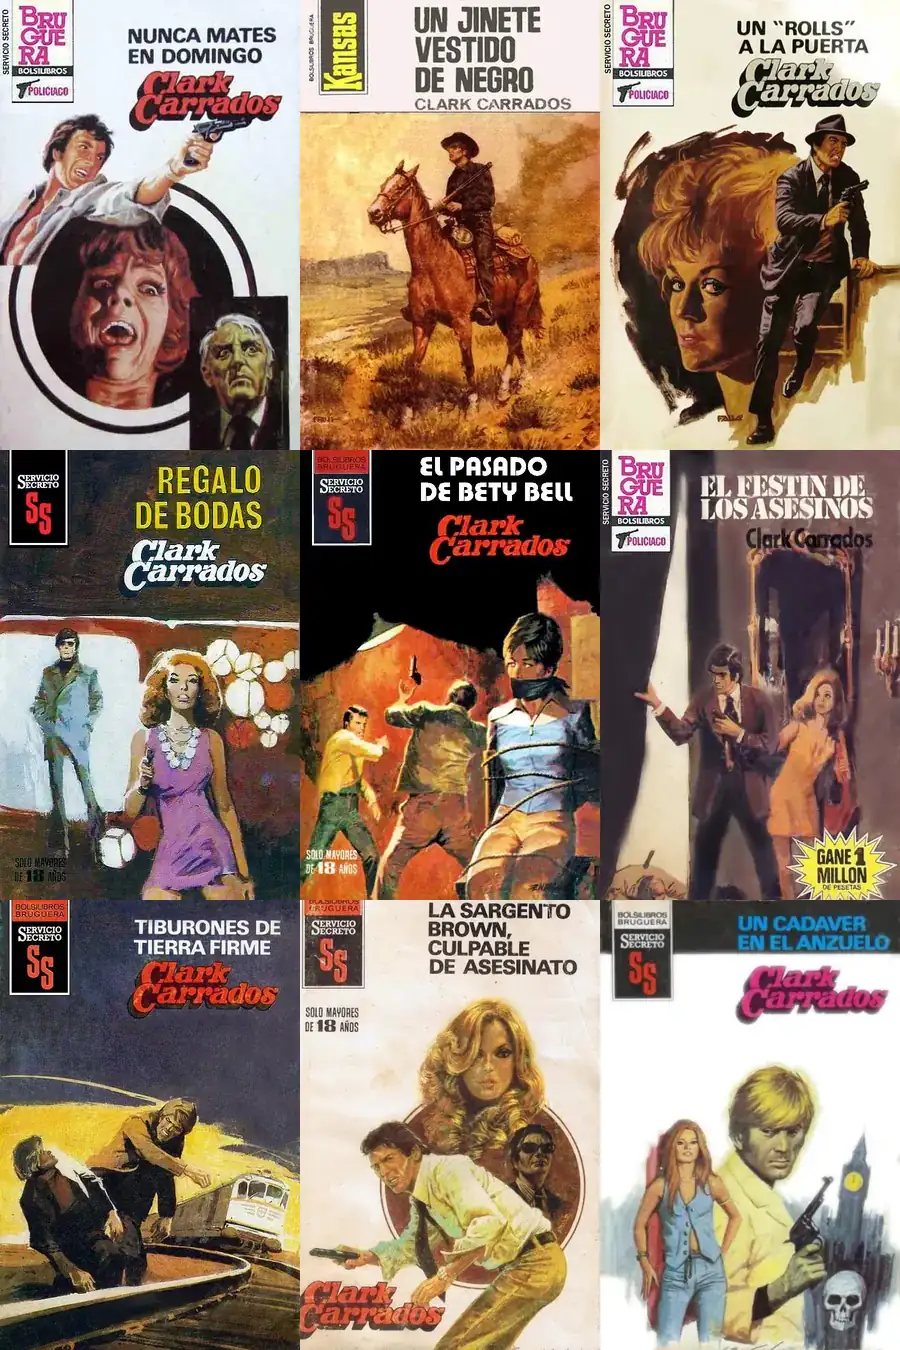 SERVICIO SECRETO
BRU
GUE
RA
BOLSILIBROS
POLICIACO
NUNCA MATES
EN DOMINGO
Clark
Carrados
BOLSILIBROS BRUGUERA
Kansas
UN JINETE
VESTIDO
DE NEGRO
CLARK CARRADOS
SERVICIO SECRETO
BRU
GUE
RA
BOLSILIBROS
POLICIACO
UN "ROLLS"
A LA PUERTA
Clark
Carrados
SERVICIO
SECRETO
SS
REGALO
DE BODAS
Clark
Carrados
SOLO MAYORES
DE 18 AÑOS
BOLSILIBROS
BRUGUERA
SERVICIO
SECRETO
SS
EL PASADO
DE BETY BELL
Clark
Carrados
SOLO MAYORES
DE 18 AÑOS
SERVICIO SECRETO
BRU
GUE
RA
BOLSILIBROS
POLICIACO
EL FESTIN DE
LOS ASESINOS
Clark Carrados
GANE 1
MILLON
DE PESETAS
SERVICIO
SECRETO
SS
TIBURONES DE
TIERRA FIRME
Clark
Carrados
BOLSILIBROS
BRUGUERA
SERVICIO
SECRETO
SS
LA SARGENTO
BROWN,
CULPABLE
DE ASESINATO
SOLO MAYORES
DE 18 AÑOS
Clark
Carrados
BOLSILIBROS
BRUGUERA
SERVICIO
SECRETO
SS
UN CADAVER
EN EL ANZUELO
Clark
Carrados